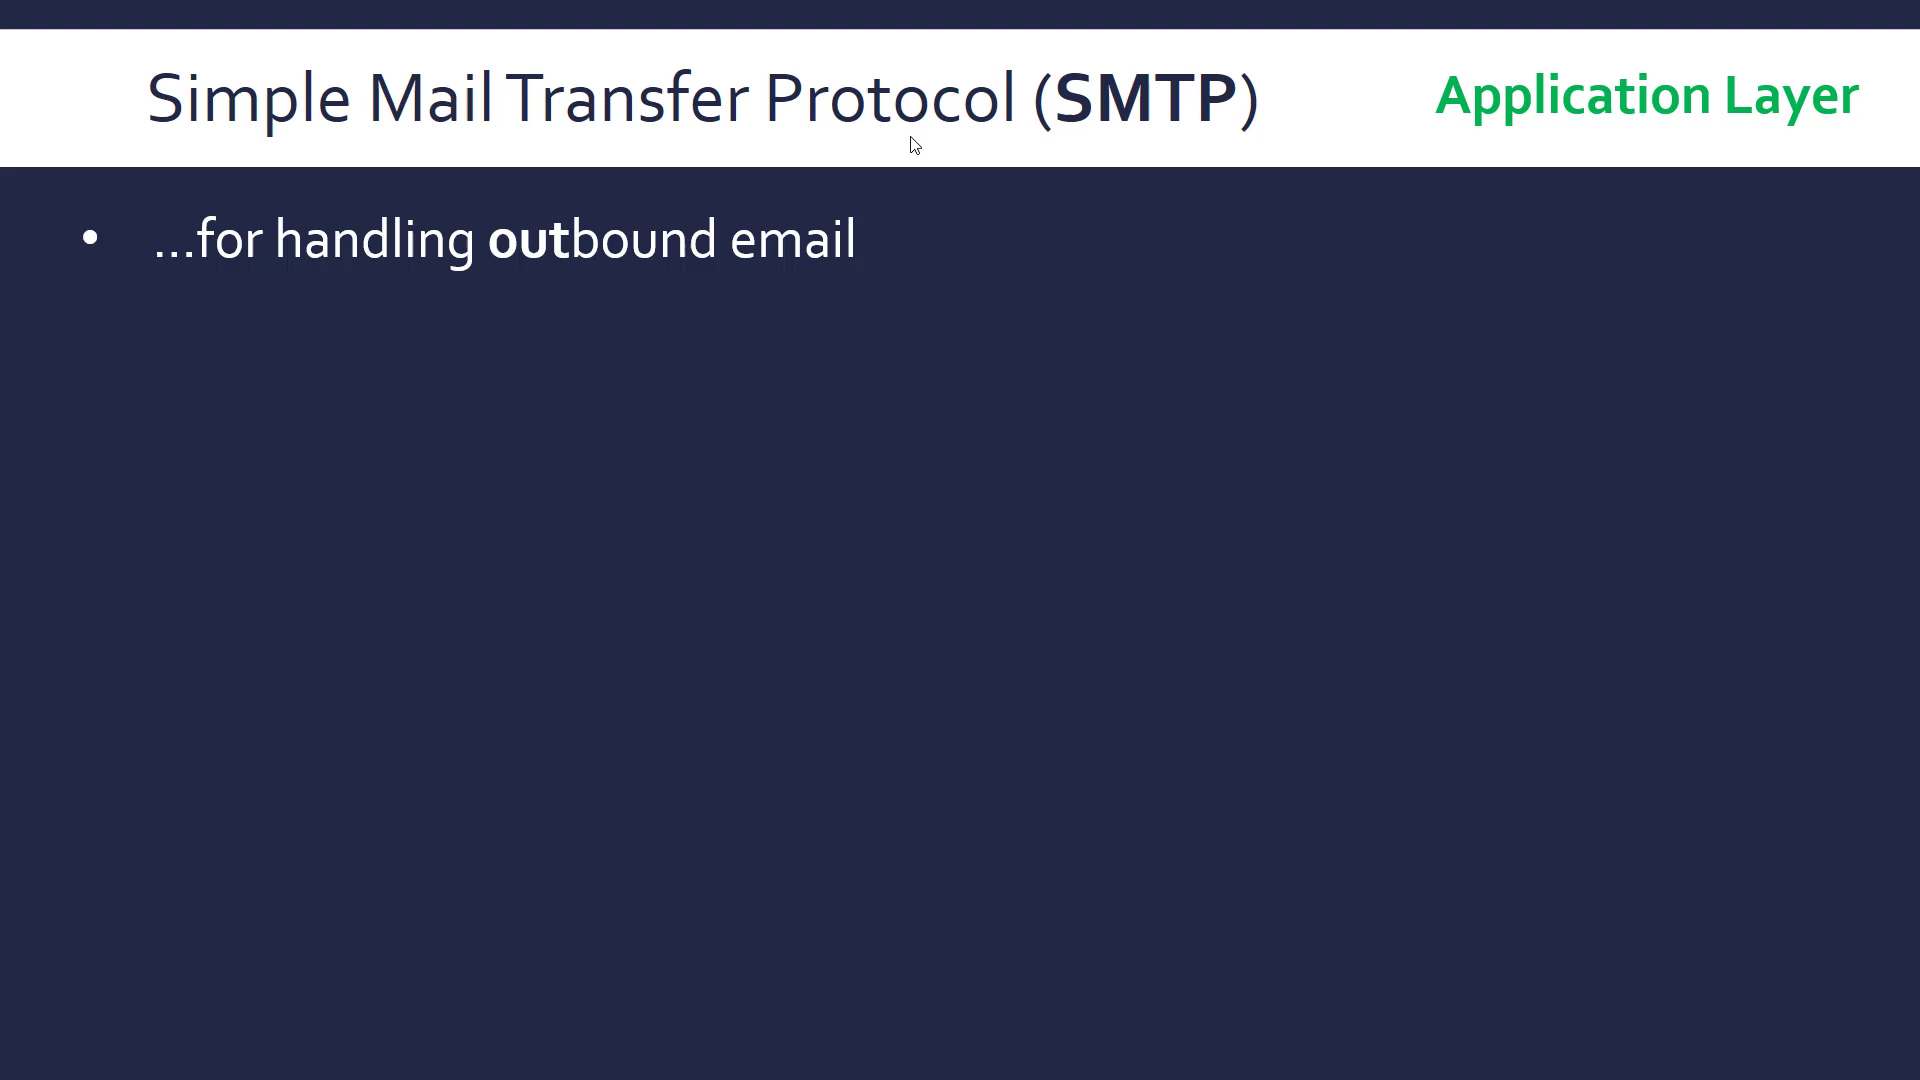 Simple Mail Transfer Protocol (SMTP)
Application Layer
• ...for handling outbound email